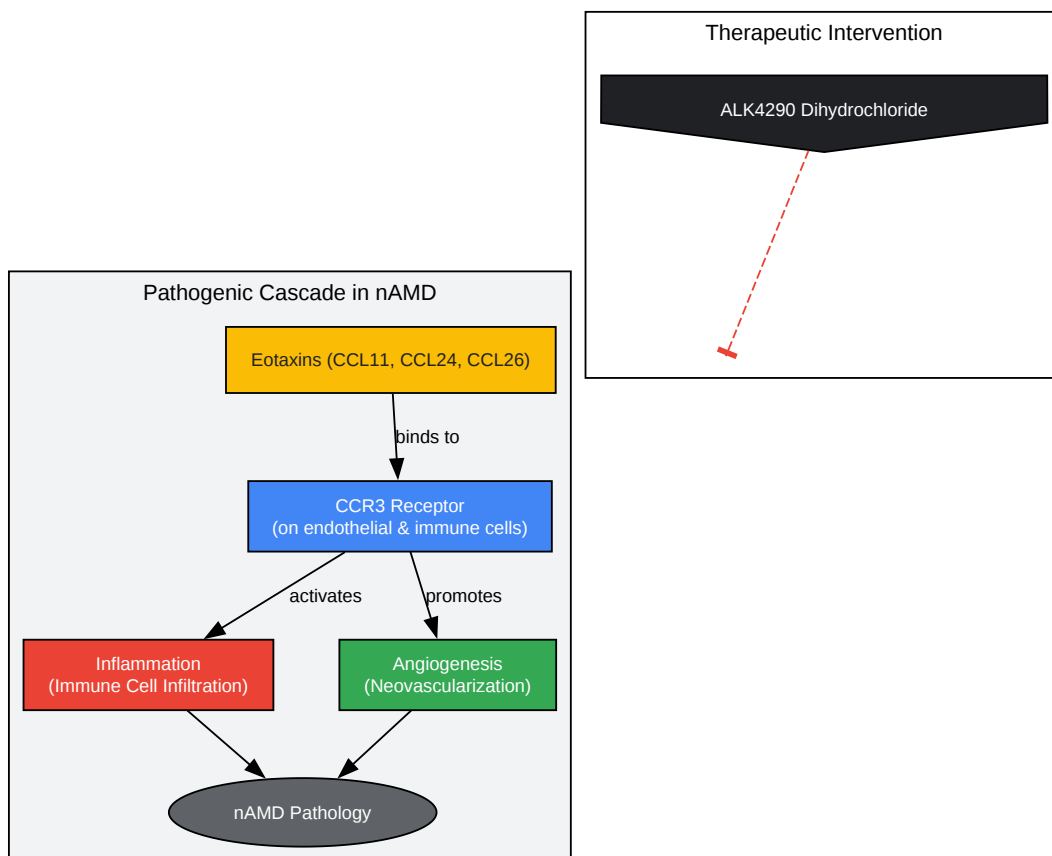 Therapeutic Intervention
ALK4290 Dihydrochloride
Pathogenic Cascade in nAMD
Eotaxins (CCL11, CCL24, CCL26)
binds to
CCR3 Receptor
(on endothelial & immune cells)
activates
promotes
Inflammation
(Immune Cell Infiltration)
Angiogenesis
(Neovascularization)
nAMD Pathology